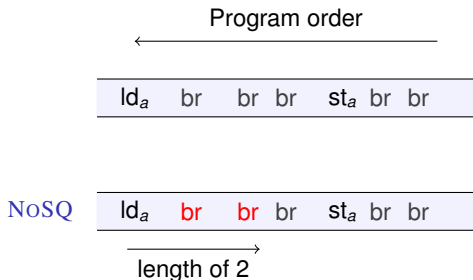 Program order
ld_a br br br st_a br br
NOSQ ld_a br br br st_a br br
length of 2